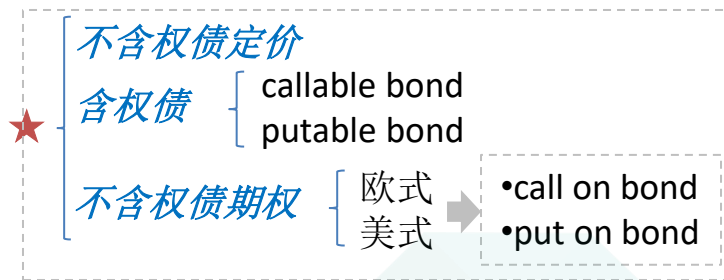 不含权债定价
含权债
callable bond
putable bond
不含权债期权
欧式
美式
•call on bond
•put on bond